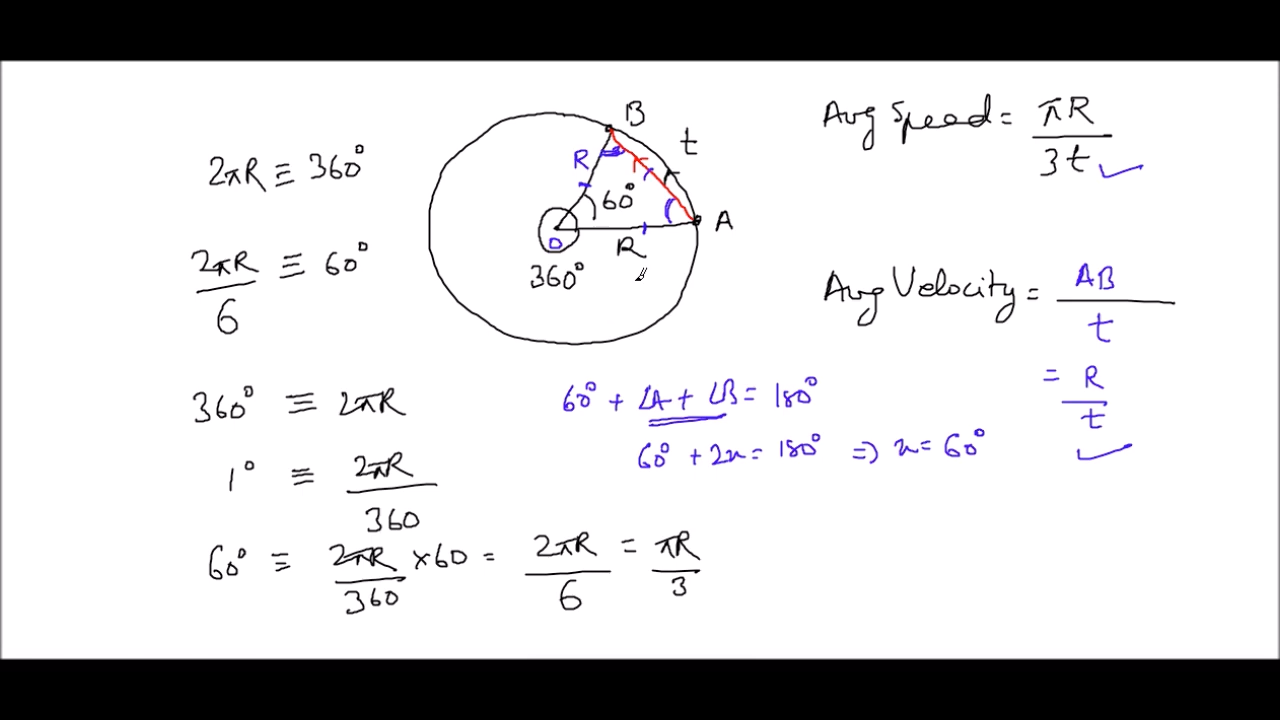 2πR ≡ 360°
2πR/6 ≡ 60°
360° ≡ 2πR
1° ≡ 2πR/360
60° ≡ 2πR/360 ×60 = 2πR/6 = πR/3
B
t
R
60°
A
O
R
360°
60° + ∠A + ∠B = 180°
60° + 2x = 180° ⇒ x = 60°
Avg Speed = πR/3t
Avg Velocity = AB/t
= R/t